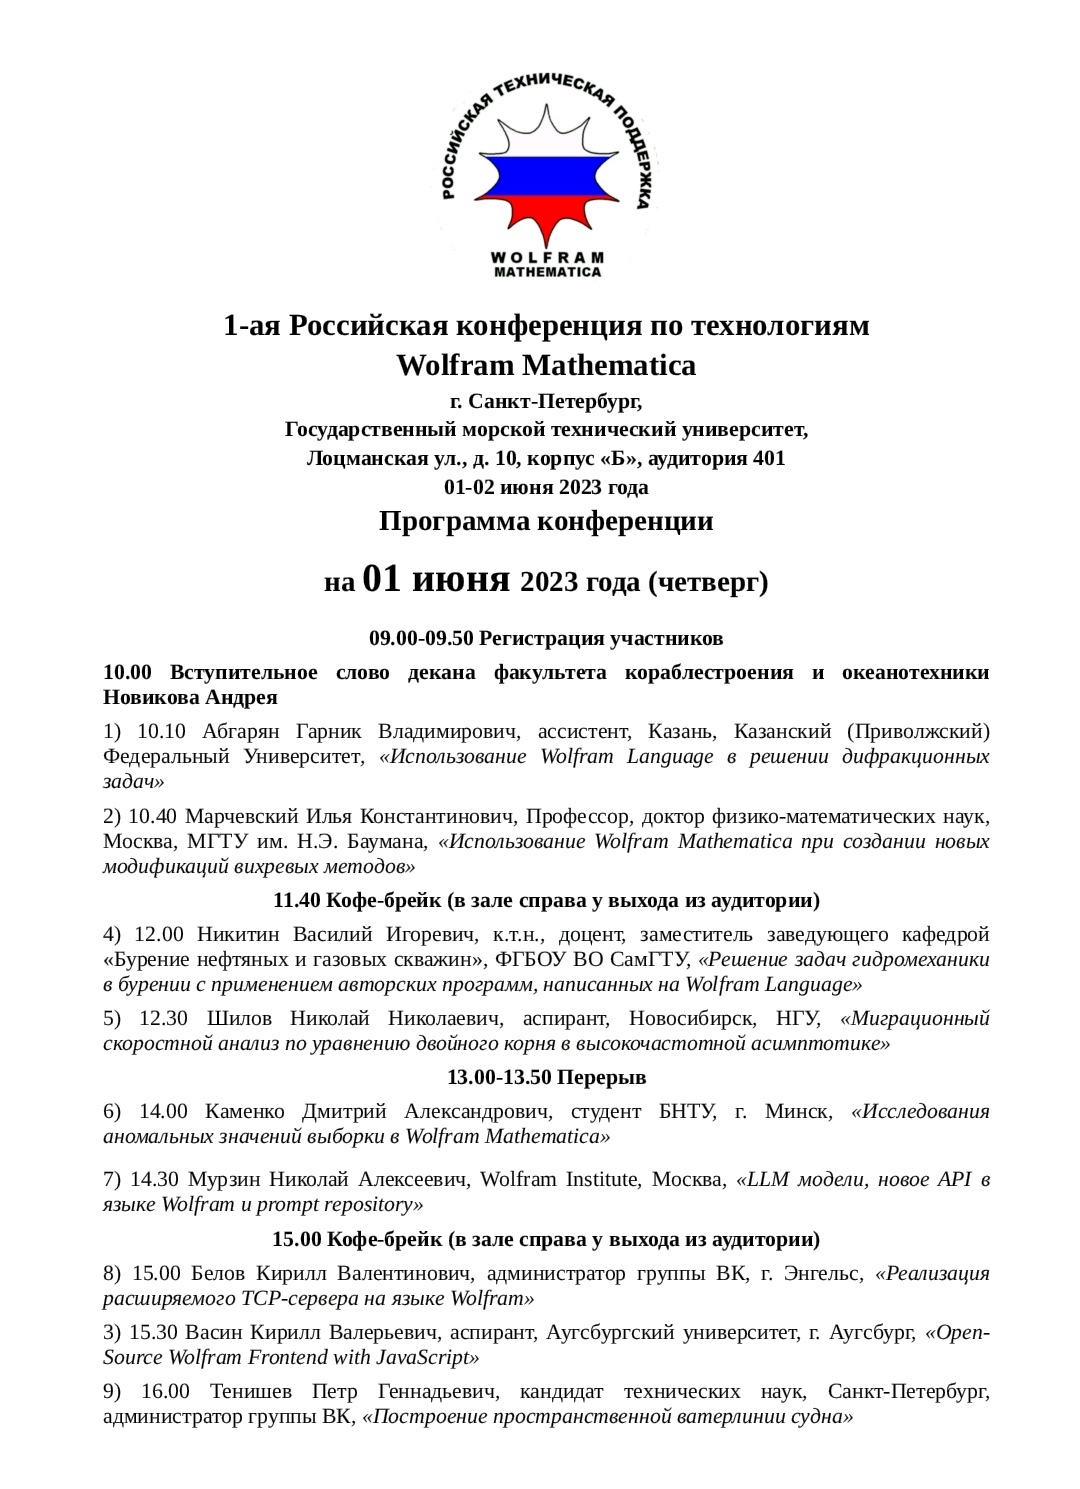 РОССИЙСКАЯ ТЕХНИЧЕСКАЯ ПОДДЕРЖКА
WOLFRAM
MATHEMATICA
1-ая Российская конференция по технологиям
Wolfram Mathematica
г. Санкт-Петербург,
Государственный морской технический университет,
Лоцманская ул., д. 10, корпус «Б», аудитория 401
01-02 июня 2023 года
Программа конференции
на 01 июня 2023 года (четверг)
09.00-09.50 Регистрация участников
10.00 Вступительное слово декана факультета кораблестроения и океанотехники
Новикова Андрея
1) 10.10 Абгарян Гарник Владимирович, ассистент, Казань, Казанский (Приволжский)
Федеральный Университет, «Использование Wolfram Language в решении дифракционных
задач»
2) 10.40 Марчевский Илья Константинович, Профессор, доктор физико-математических наук,
Москва, МГТУ им. Н.Э. Баумана, «Использование Wolfram Mathematica при создании новых
модификаций вихревых методов»
11.40 Кофе-брейк (в зале справа у выхода из аудитории)
4) 12.00 Никитин Василий Игоревич, к.т.н., доцент, заместитель заведующего кафедрой
«Бурение нефтяных и газовых скважин», ФГБОУ ВО СамГТУ, «Решение задач гидромеханики
в бурении с применением авторских программ, написанных на Wolfram Language»
5) 12.30 Шилов Николай Николаевич, аспирант, Новосибирск, НГУ, «Миграционный
скоростной анализ по уравнению двойного корня в высокочастотной асимптотике»
13.00-13.50 Перерыв
6) 14.00 Каменко Дмитрий Александрович, студент БНТУ, г. Минск, «Исследования
аномальных значений выборки в Wolfram Mathematica»
7) 14.30 Мурзин Николай Алексеевич, Wolfram Institute, Москва, «LLM модели, новое API в
языке Wolfram и prompt repository»
15.00 Кофе-брейк (в зале справа у выхода из аудитории)
8) 15.00 Белов Кирилл Валентинович, администратор группы ВК, г. Энгельс, «Реализация
расширяемого TCP-сервера на языке Wolfram»
3) 15.30 Васин Кирилл Валерьевич, аспирант, Аугсбургский университет, г. Аугсбург, «Open-
Source Wolfram Frontend with JavaScript»
9) 16.00 Тенишев Петр Геннадьевич, кандидат технических наук, Санкт-Петербург,
администратор группы ВК, «Построение пространственной ватерлинии судна»